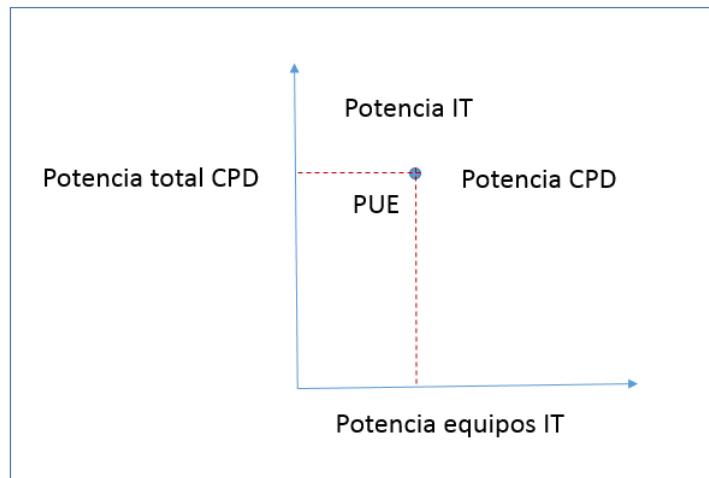 Potencia IT
Potencia total CPD
Potencia CPD
PUE
Potencia equipos IT